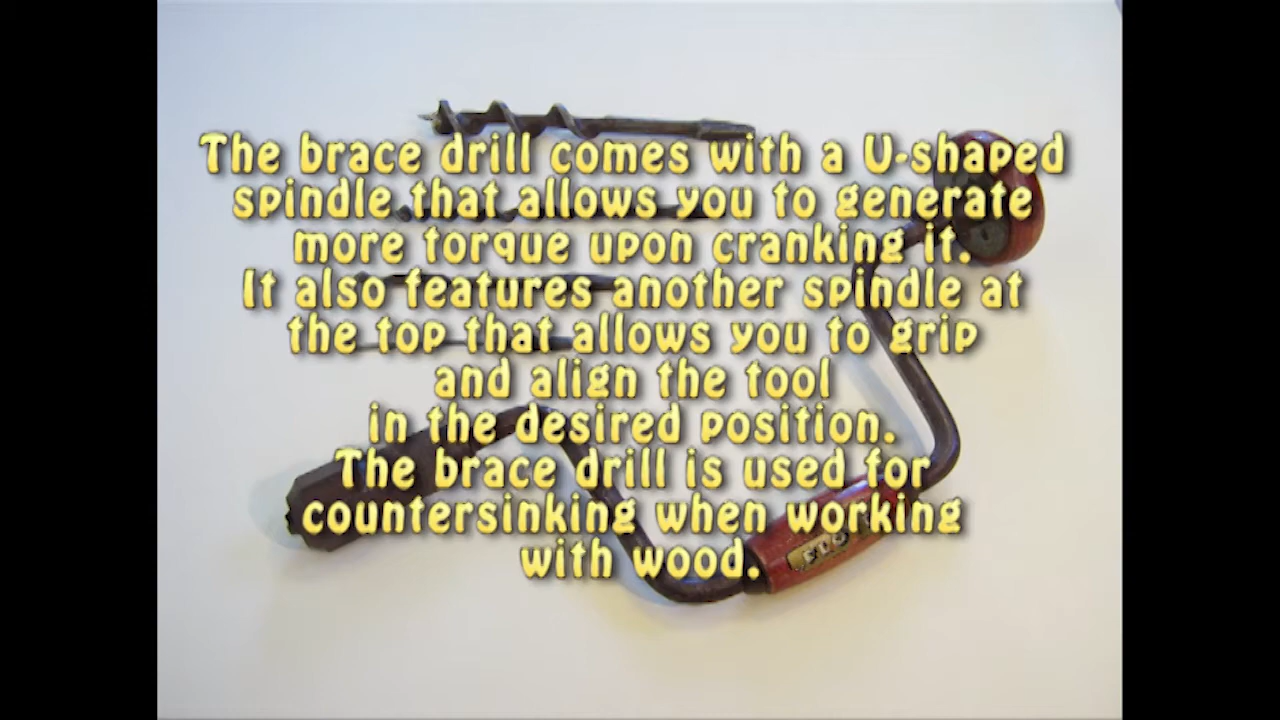 The brace drill comes with a U-shaped
spindle that allows you to generate
more torque upon cranking it.
It also features another spindle at
the top that allows you to grip
and align the tool
in the desired position.
The brace drill is used for
countersinking when working
with wood.